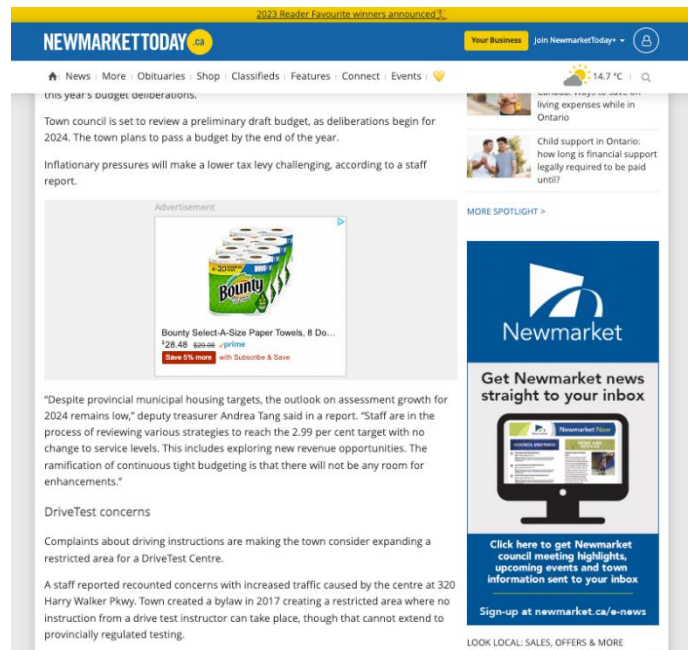 2023 Reader Favourite winners announced
NEWMARKETTODAY .ca
Your Business
Join NewmarketToday+
News | More | Obituaries | Shop | Classifieds | Features | Connect | Events |
14.7 °C
this year's budget deliberations.
Town council is set to review a preliminary draft budget, as deliberations begin for
2024. The town plans to pass a budget by the end of the year.
Inflationary pressures will make a lower tax levy challenging, according to a staff
report.
Advertisement
Bounty
Bounty Select-A-Size Paper Towels, 8 Do...
$28.48 $29.98 prime
Save 5% more with Subscribe & Save
"Despite provincial municipal housing targets, the outlook on assessment growth for
2024 remains low," deputy treasurer Andrea Tang said in a report. "Staff are in the
process of reviewing various strategies to reach the 2.99 per cent target with no
change to service levels. This includes exploring new revenue opportunities. The
ramification of continuous tight budgeting is that there will not be any room for
enhancements."
DriveTest concerns
Complaints about driving instructions are making the town consider expanding a
restricted area for a DriveTest Centre.
A staff reported recounted concerns with increased traffic caused by the centre at 320
Harry Walker Pkwy. Town created a bylaw in 2017 creating a restricted area where no
instruction from a drive test instructor can take place, though that cannot extend to
provincially regulated testing.
Canada: Ways to save on
living expenses while in
Ontario
Child support in Ontario:
how long is financial support
legally required to be paid
until?
MORE SPOTLIGHT >
Newmarket
Get Newmarket news
straight to your inbox
Newmarket Now
Click here to get Newmarket
council meeting highlights,
upcoming events and town
information sent to your inbox
Sign-up at newmarket.ca/e-news
LOOK LOCAL: SALES, OFFERS & MORE